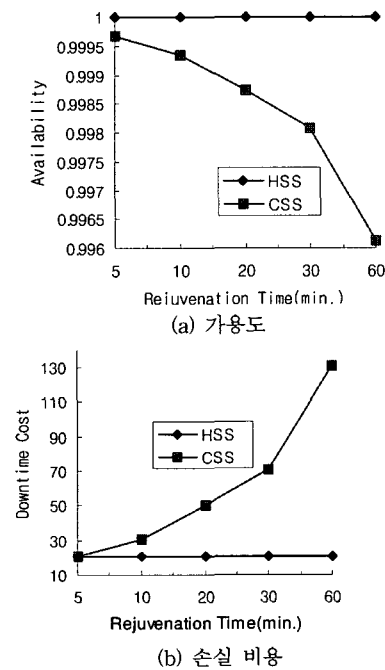 1
0.9995
0.999
0.9985
0.998
0.9975
0.997
0.9965
0.996
Availability
HSS
CSS
5 10 20 30 60
Rejuvenation Time(min.)
(a) 가용도
130
110
90
70
50
30
10
Downtime Cost
HSS
CSS
5 10 20 30 60
Rejuvenation Time(min.)
(b) 손실 비용